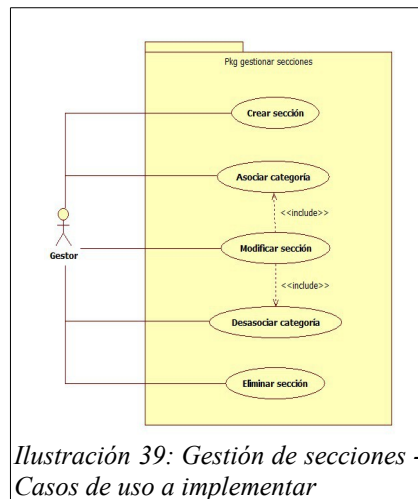 Pkg gestionar secciones
Crear sección
Asociar categoría
<<include>>
Modificar sección
Gestor
<<include>>
Desasociar categoría
Eliminar sección
Ilustración 39: Gestión de secciones -
Casos de uso a implementar